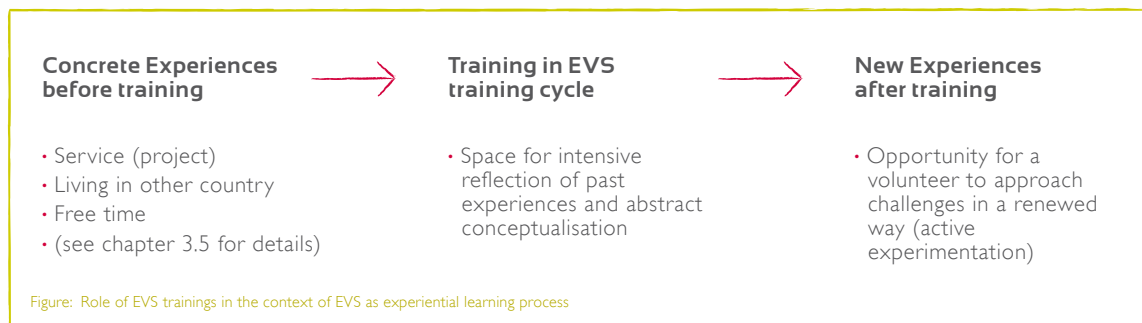 Concrete Experiences
before training
• Service (project)
• Living in other country
• Free time
• (see chapter 3.5 for details)
Training in EVS
training cycle
• Space for intensive
reflection of past
experiences and abstract
conceptualisation
New Experiences
after training
• Opportunity for a
volunteer to approach
challenges in a renewed
way (active
experimentation)
Figure: Role of EVS trainings in the context of EVS as experiential learning process